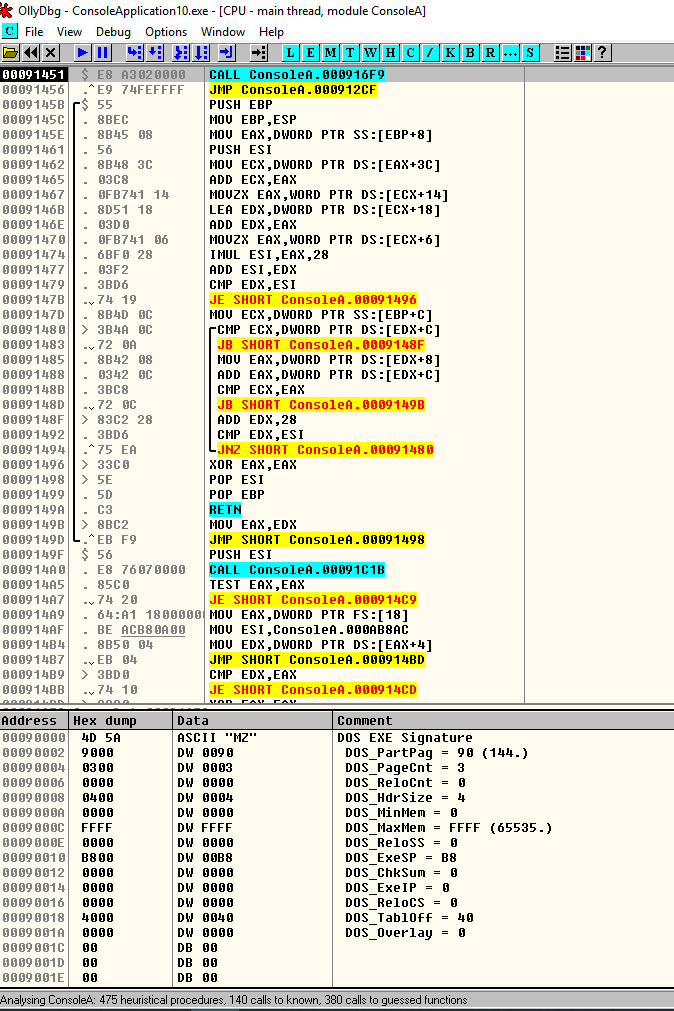 OllyDbg - ConsoleApplication10.exe - [CPU - main thread, module ConsoleA]
C File View Debug Options Window Help
L E M T W H C / K B R ... S ?
00091451 $ E8 A3020000 CALL ConsoleA.000916F9
00091456 .^E9 74FEFFFF JMP ConsoleA.000912CF
0009145B $ 55 PUSH EBP
0009145C . 8BEC MOV EBP,ESP
0009145E . 8B45 08 MOV EAX,DWORD PTR SS:[EBP+8]
00091461 . 56 PUSH ESI
00091462 . 8B48 3C MOV ECX,DWORD PTR DS:[EAX+3C]
00091465 . 03C8 ADD ECX,EAX
00091467 . 0FB741 14 MOVZX EAX,WORD PTR DS:[ECX+14]
0009146B . 8D51 18 LEA EDX,DWORD PTR DS:[ECX+18]
0009146E . 03D0 ADD EDX,EAX
00091470 . 0FB741 06 MOVZX EAX,WORD PTR DS:[ECX+6]
00091474 . 6BF0 28 IMUL ESI,EAX,28
00091477 . 03F2 ADD ESI,EDX
00091479 . 3BD6 CMP EDX,ESI
0009147B .v 74 19 JE SHORT ConsoleA.00091496
0009147D . 8B4D 0C MOV ECX,DWORD PTR SS:[EBP+C]
00091480 > 3B4A 0C CMP ECX,DWORD PTR DS:[EDX+C]
00091483 .v 72 0A JB SHORT ConsoleA.0009148F
00091485 . 8B42 08 MOV EAX,DWORD PTR DS:[EDX+8]
00091488 . 0342 0C ADD EAX,DWORD PTR DS:[EDX+C]
0009148B . 3BC8 CMP ECX,EAX
0009148D .v 72 0C JB SHORT ConsoleA.0009149B
0009148F > 83C2 28 ADD EDX,28
00091492 . 3BD6 CMP EDX,ESI
00091494 .^75 EA JNZ SHORT ConsoleA.00091480
00091496 > 33C0 XOR EAX,EAX
00091498 > 5E POP ESI
00091499 . 5D POP EBP
0009149A . C3 RETN
0009149B > 8BC2 MOV EAX,EDX
0009149D .^EB F9 JMP SHORT ConsoleA.00091498
0009149F $ 56 PUSH ESI
000914A0 . E8 76070000 CALL ConsoleA.00091C1B
000914A5 . 85C0 TEST EAX,EAX
000914A7 .v 74 20 JE SHORT ConsoleA.000914C9
000914A9 . 64:A1 1800000 MOV EAX,DWORD PTR FS:[18]
000914AF . BE ACB80A00 MOV ESI,ConsoleA.000AB8AC
000914B4 . 8B50 04 MOV EDX,DWORD PTR DS:[EAX+4]
000914B7 .v EB 04 JMP SHORT ConsoleA.000914BD
000914B9 > 3BD0 CMP EDX,EAX
000914BB .v 74 10 JE SHORT ConsoleA.000914CD
Address Hex dump Data Comment
00090000 4D 5A ASCII "MZ" DOS EXE Signature
00090002 9000 DW 0090 DOS_PartPag = 90 (144.)
00090004 0300 DW 0003 DOS_PageCnt = 3
00090006 0000 DW 0000 DOS_ReloCnt = 0
00090008 0400 DW 0004 DOS_HdrSize = 4
0009000A 0000 DW 0000 DOS_MinMem = 0
0009000C FFFF DW FFFF DOS_MaxMem = FFFF (65535.)
0009000E 0000 DW 0000 DOS_ReloSS = 0
00090010 B800 DW 00B8 DOS_ExeSP = B8
00090012 0000 DW 0000 DOS_ChkSum = 0
00090014 0000 DW 0000 DOS_ExeIP = 0
00090016 0000 DW 0000 DOS_ReloCS = 0
00090018 4000 DW 0040 DOS_TablOff = 40
0009001A 0000 DW 0000 DOS_Overlay = 0
0009001C 00 DB 00
0009001D 00 DB 00
0009001E 00 DB 00
Analysing ConsoleA: 475 heuristical procedures, 140 calls to known, 380 calls to guessed functions